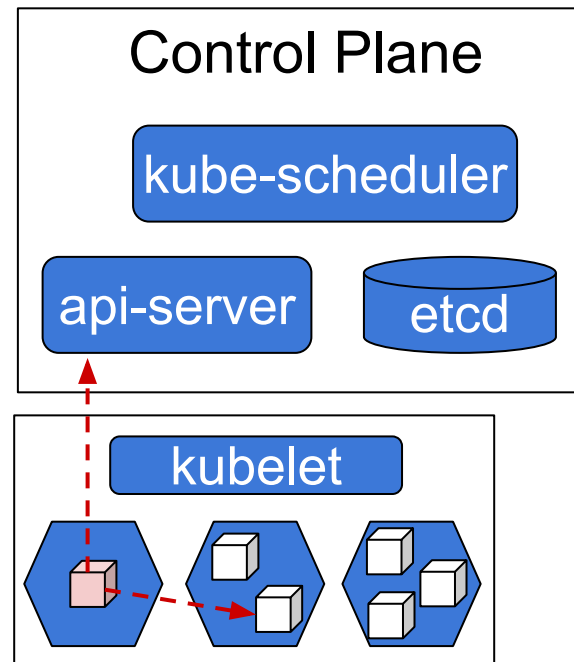 Control Plane
kube-scheduler
api-server
etcd
kubelet